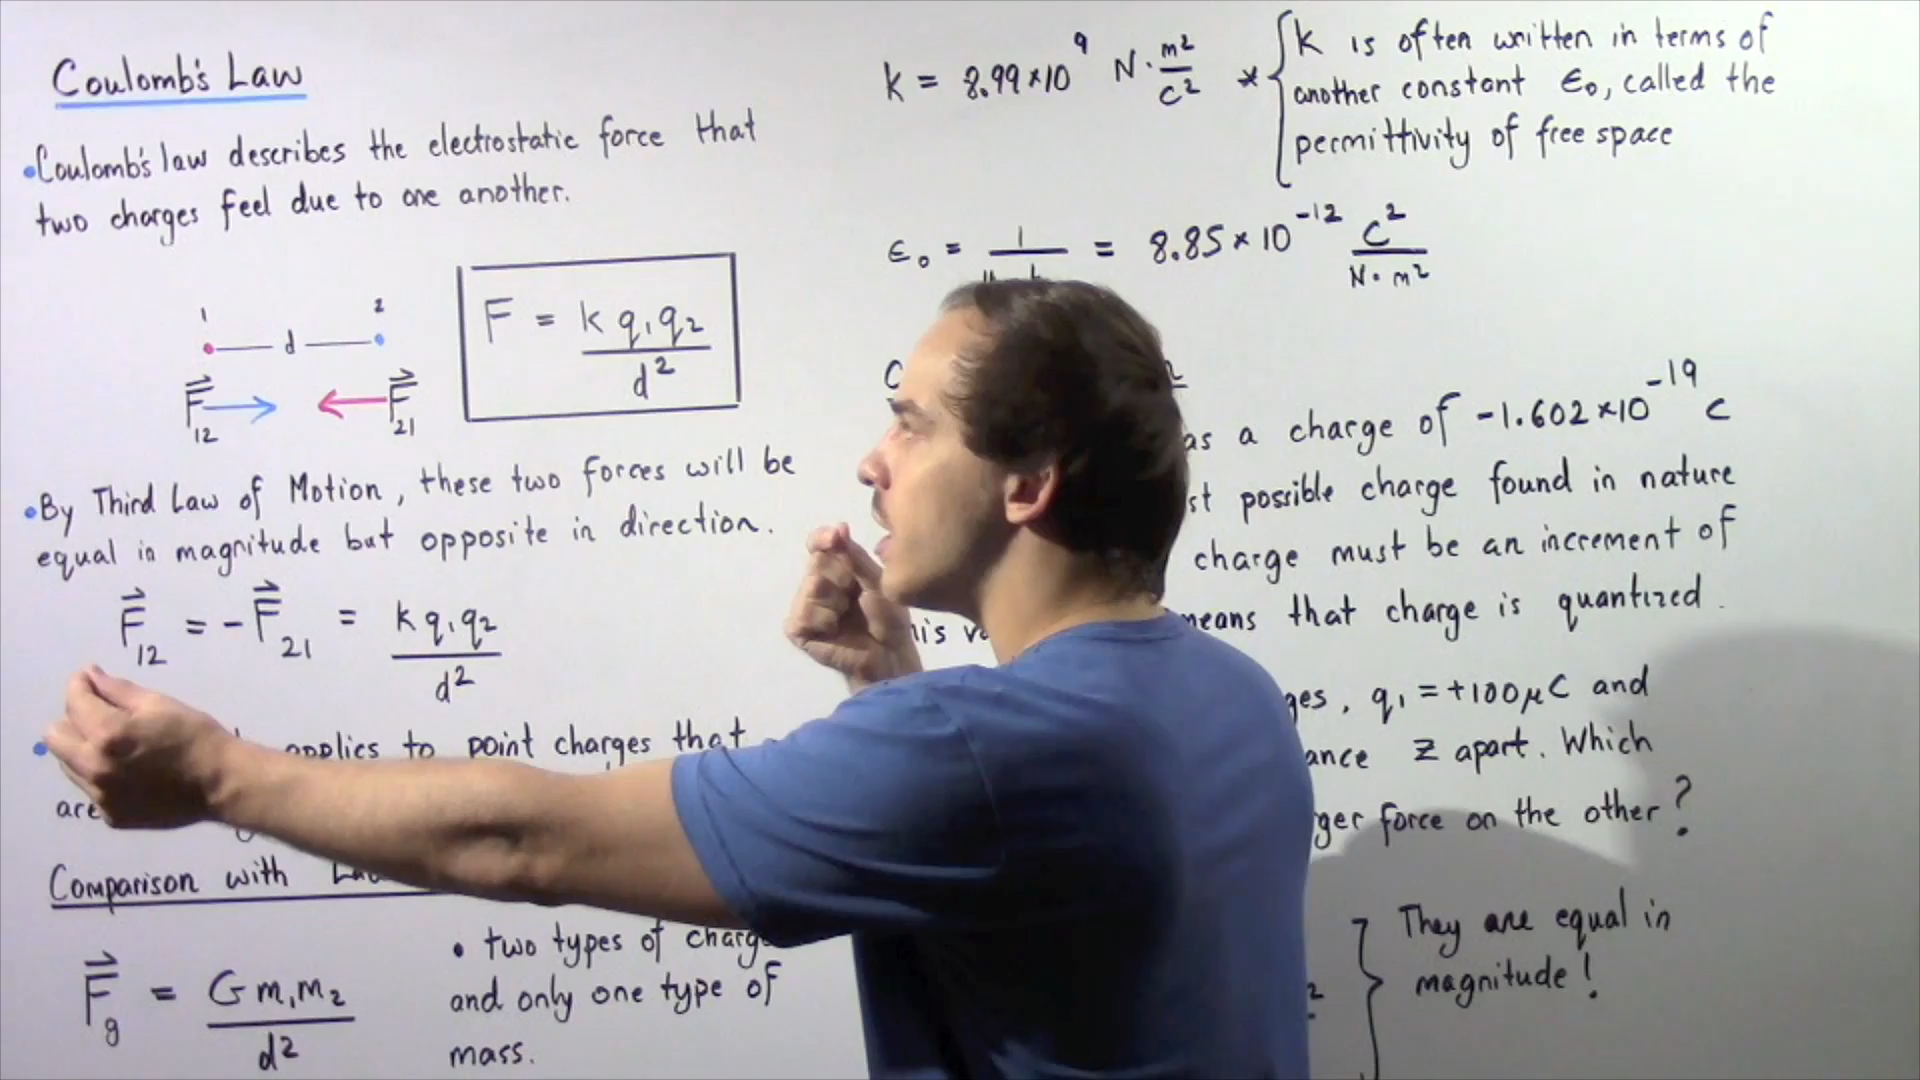 Coulomb's Law
•Coulomb's law describes the electrostatic force that
two charges feel due to one another.
1 2
d
F₁₂ F₂₁
F = k q₁q₂ / d²
•By Third Law of Motion, these two forces will be
equal in magnitude but opposite in direction.
F₁₂ = -F₂₁ = k q₁q₂ / d²
• applies to point charges that
are
Comparison with
F_g = G m₁m₂ / d²
• two types of charge
and only one type of
mass.
k = 8.99×10⁹ N·m²/C² *
k is often written in terms of
another constant ε₀, called the
permittivity of free space
ε₀ = 1 = 8.85×10⁻¹² C²/N·m²
as a charge of -1.602×10⁻¹⁹ C
possible charge found in nature
charge must be an increment of
means that charge is quantized.
, q₁=+100μC and
z apart. Which
force on the other?
They are equal in
magnitude!